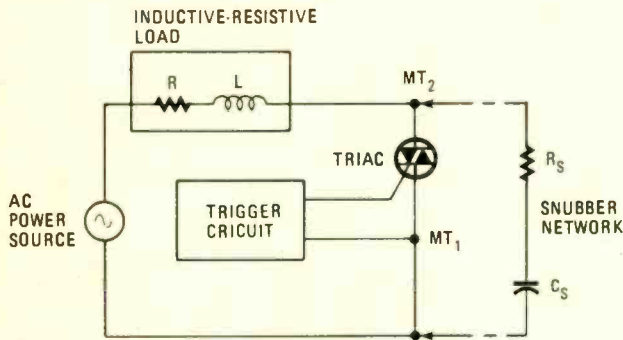 INDUCTIVE-RESISTIVE
LOAD
R
L
MT2
TRIAC
RS
AC
POWER
SOURCE
TRIGGER
CRICUIT
SNUBBER
NETWORK
MT1
CS